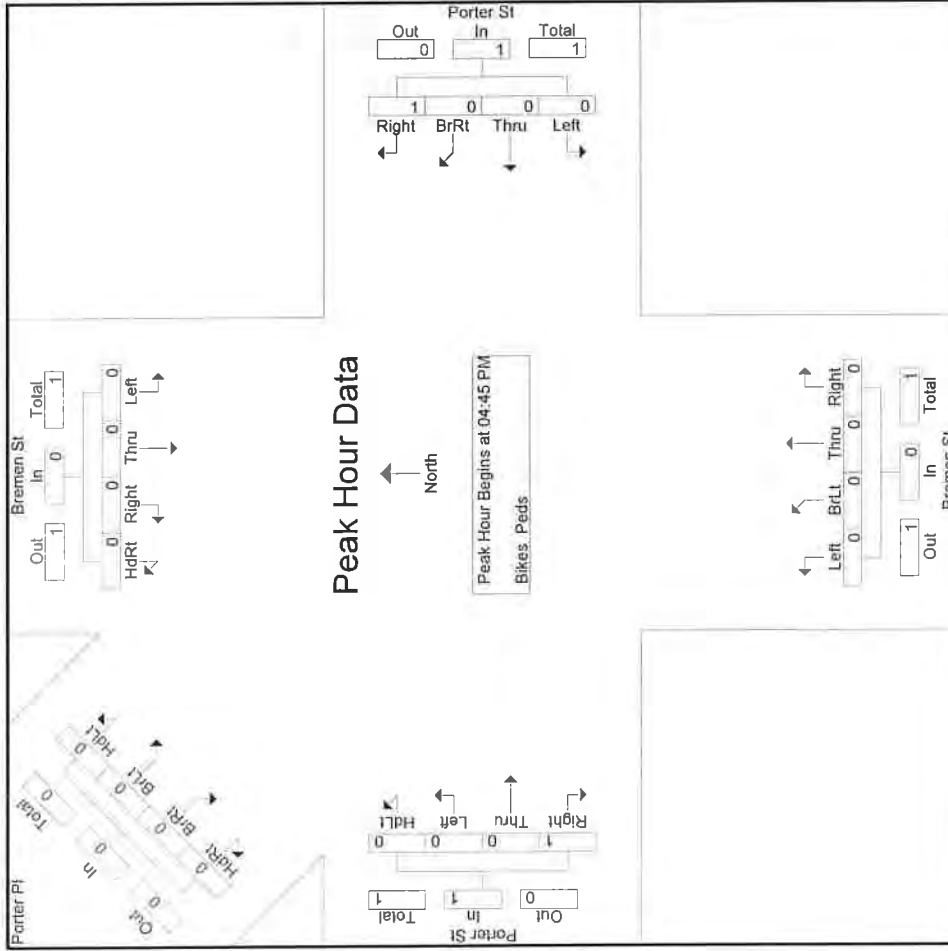 Porter St
Out In Total
0 1 1
1 0 0 0
Right BrRt Thru Left
Bremen St
Out In Total
1 0 1
0 0 0 0
HdRt Right Thru Left
Peak Hour Data
North
Peak Hour Begins at 04:45 PM
Bikes, Peds
Left BrLt Thru Right
0 0 0 0
Out In Total
1 0 1
Bremen St
Porter Pl
Out In Total
0 0 0
0 0 0 0
HdRt BrRt BrLt HdLt
HdLt Left Thru Right
0 0 0 1
Total In Out
1 1 0
Porter St